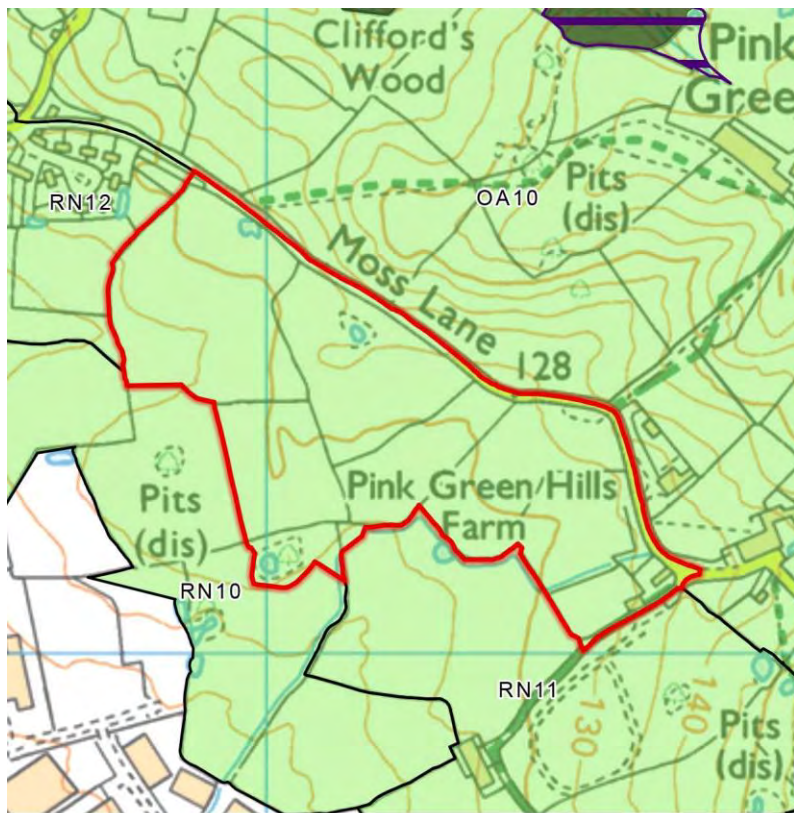 Clifford's
Wood
Pink
Gree
RN12
OA10
Pits
(dis)
Moss Lane
128
Pink Green Hills
Farm
Pits
(dis)
RN10
RN11
130
140
Pits
(dis)